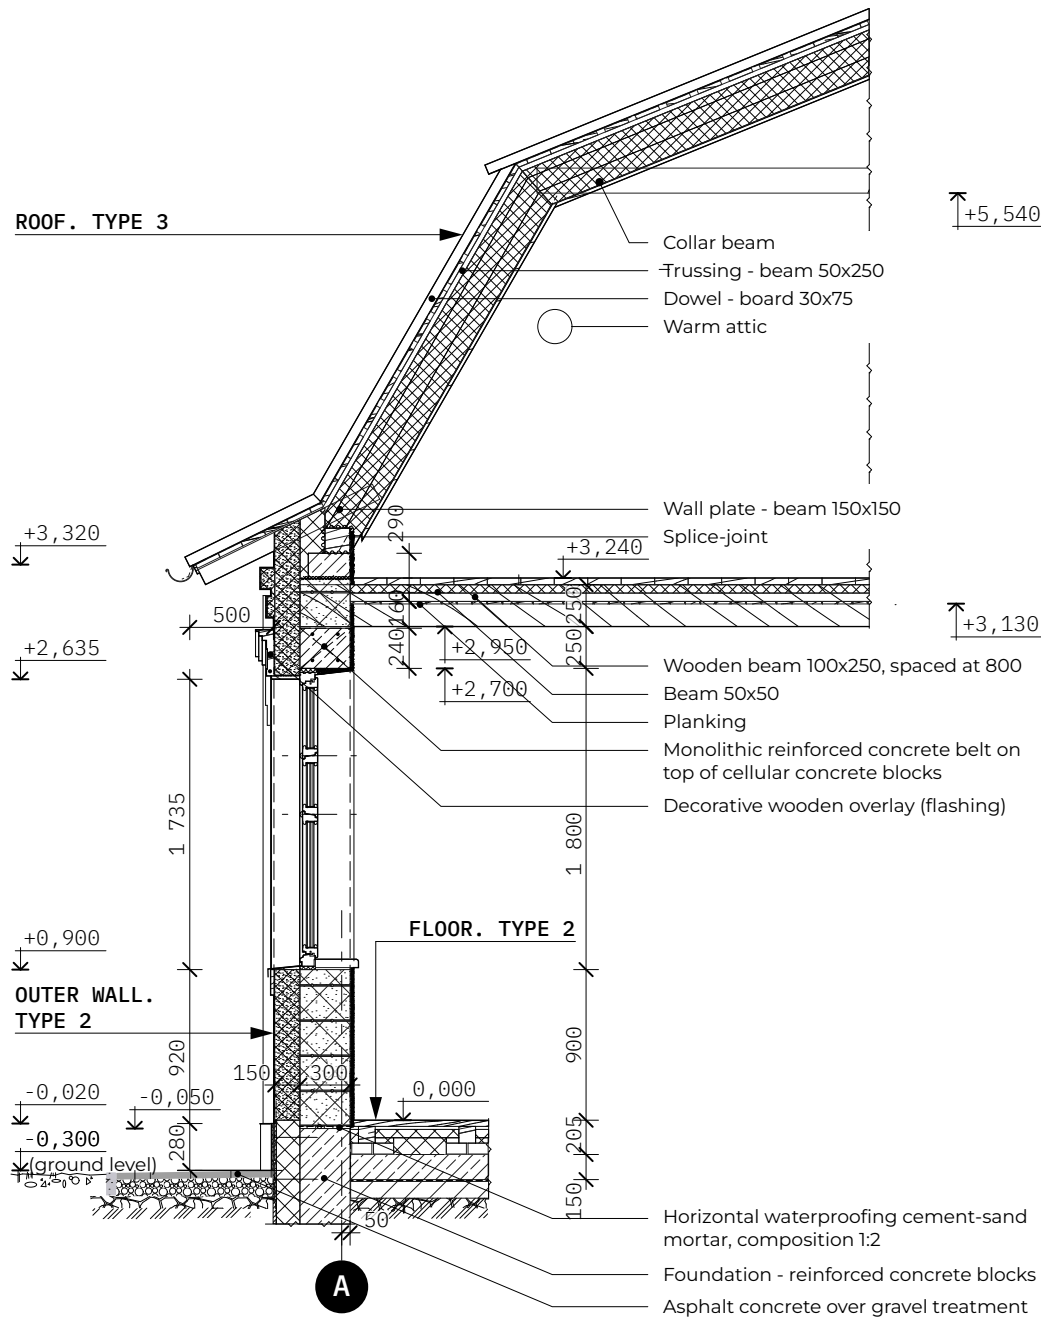 ROOF. TYPE 3
+5,540
Collar beam
Trussing - beam 50x250
Dowel - board 30x75
Warm attic
Wall plate - beam 150x150
Splice-joint
290
+3,320
+3,240
500
160
250
240
250
+2,950
+3,130
+2,635
+2,700
Wooden beam 100x250, spaced at 800
Beam 50x50
Planking
Monolithic reinforced concrete belt on
top of cellular concrete blocks
Decorative wooden overlay (flashing)
1 735
1 800
FLOOR. TYPE 2
+0,900
OUTER WALL.
TYPE 2
920
900
150
300
-0,020
-0,050
0,000
-0,300
(ground level)
280
205
150
50
Horizontal waterproofing cement-sand
mortar, composition 1:2
Foundation - reinforced concrete blocks
Asphalt concrete over gravel treatment
A